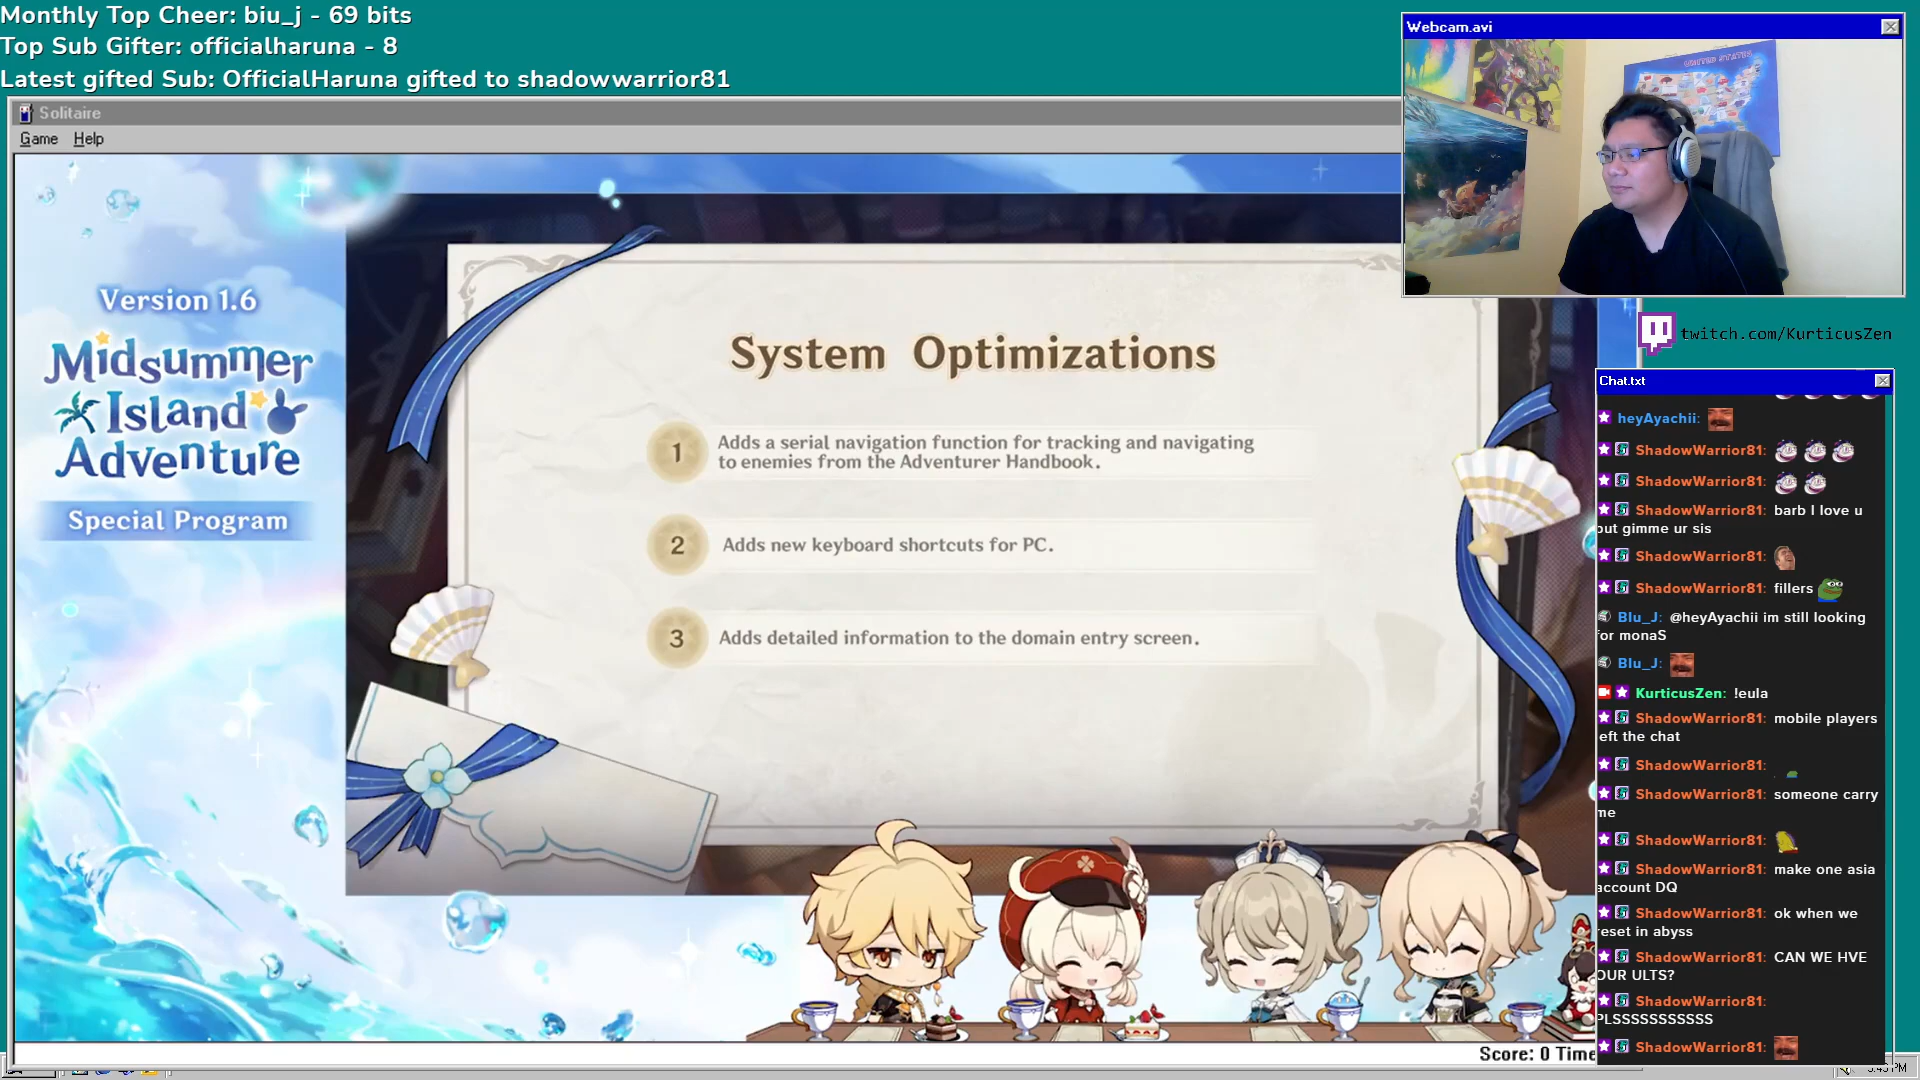 Monthly Top Cheer: biu_j - 69 bits
Top Sub Gifter: officialharuna - 8
Latest gifted Sub: OfficialHaruna gifted to shadowwarrior81
Webcam.avi
UNITED STATES
Solitaire
Game Help
Version 1.6
Midsummer
Island
Adventure
Special Program
System Optimizations
1
Adds a serial navigation function for tracking and navigating
to enemies from the Adventurer Handbook.
2
Adds new keyboard shortcuts for PC.
3
Adds detailed information to the domain entry screen.
twitch.com/KurticusZen
Chat.txt
heyAyachii:
ShadowWarrior81:
ShadowWarrior81:
ShadowWarrior81: barb I love u
but gimme ur sis
ShadowWarrior81:
ShadowWarrior81: fillers
Blu_J: @heyAyachii im still looking
for monaS
Blu_J:
KurticusZen: !eula
ShadowWarrior81: mobile players
left the chat
ShadowWarrior81:
ShadowWarrior81: someone carry
me
ShadowWarrior81:
ShadowWarrior81: make one asia
account DQ
ShadowWarrior81: ok when we
reset in abyss
ShadowWarrior81: CAN WE HVE
OUR ULTS?
ShadowWarrior81:
PLSSSSSSSSSSS
ShadowWarrior81:
Score: 0 Time